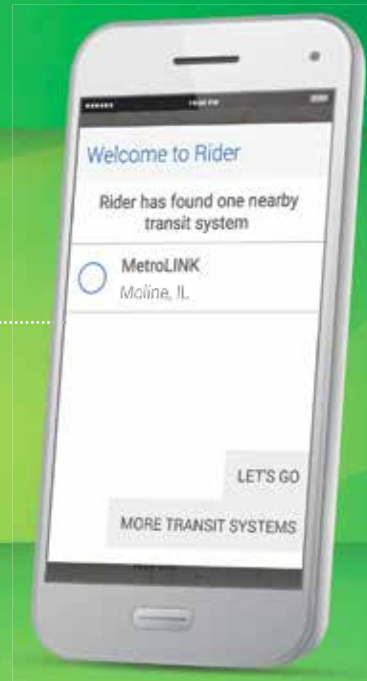 Welcome to Rider
Rider has found one nearby
transit system
MetroLINK
Moline, IL
LET'S GO
MORE TRANSIT SYSTEMS